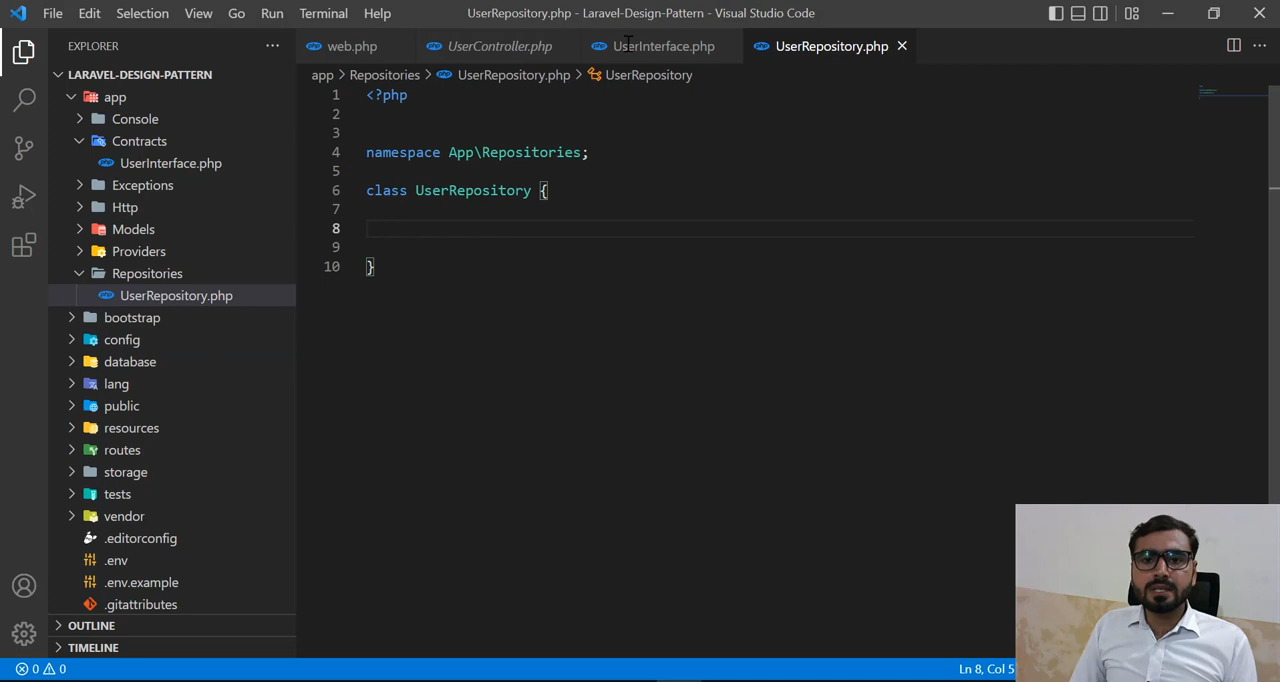 File Edit Selection View Go Run Terminal Help UserRepository.php - Laravel-Design-Pattern - Visual Studio Code
EXPLORER
LARAVEL-DESIGN-PATTERN
app
Console
Contracts
UserInterface.php
Exceptions
Http
Models
Providers
Repositories
UserRepository.php
bootstrap
config
database
lang
public
resources
routes
storage
tests
vendor
.editorconfig
.env
.env.example
.gitattributes
OUTLINE
TIMELINE
web.php UserController.php UserInterface.php UserRepository.php
app > Repositories > UserRepository.php > UserRepository
1 <?php
2
3
4 namespace App\Repositories;
5
6 class UserRepository {
7
8
9
10 }
0 0 Ln 8, Col 5